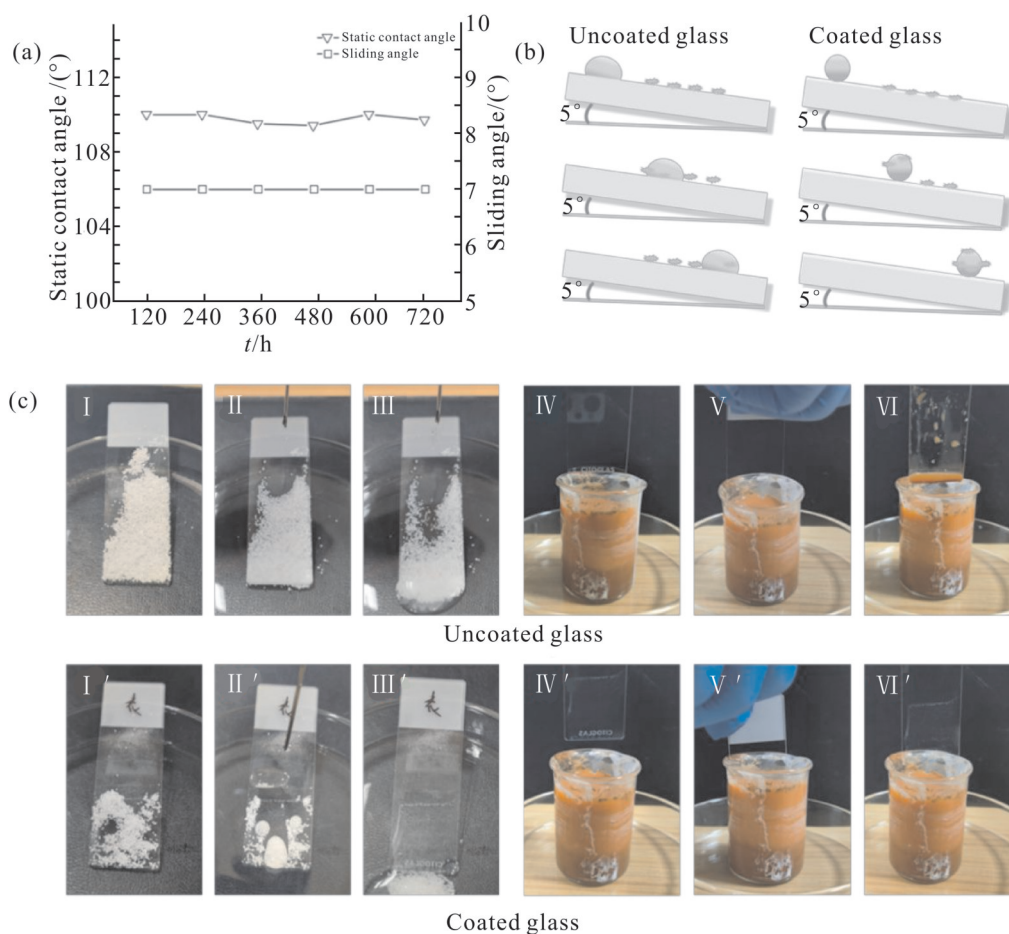 (a)
Static contact angle
Sliding angle
Static contact angle /(°)
112
108
104
100
10
9
8
7
6
5
Sliding angle/(°)
120 240 360 480 600 720
t/h
(b)
Uncoated glass Coated glass
5° 5°
5° 5°
5° 5°
(c)
I II III IV V VI
CITOGLAS
Uncoated glass
I′ II′ III′ IV′ V′ VI′
CITOGLAS
Coated glass